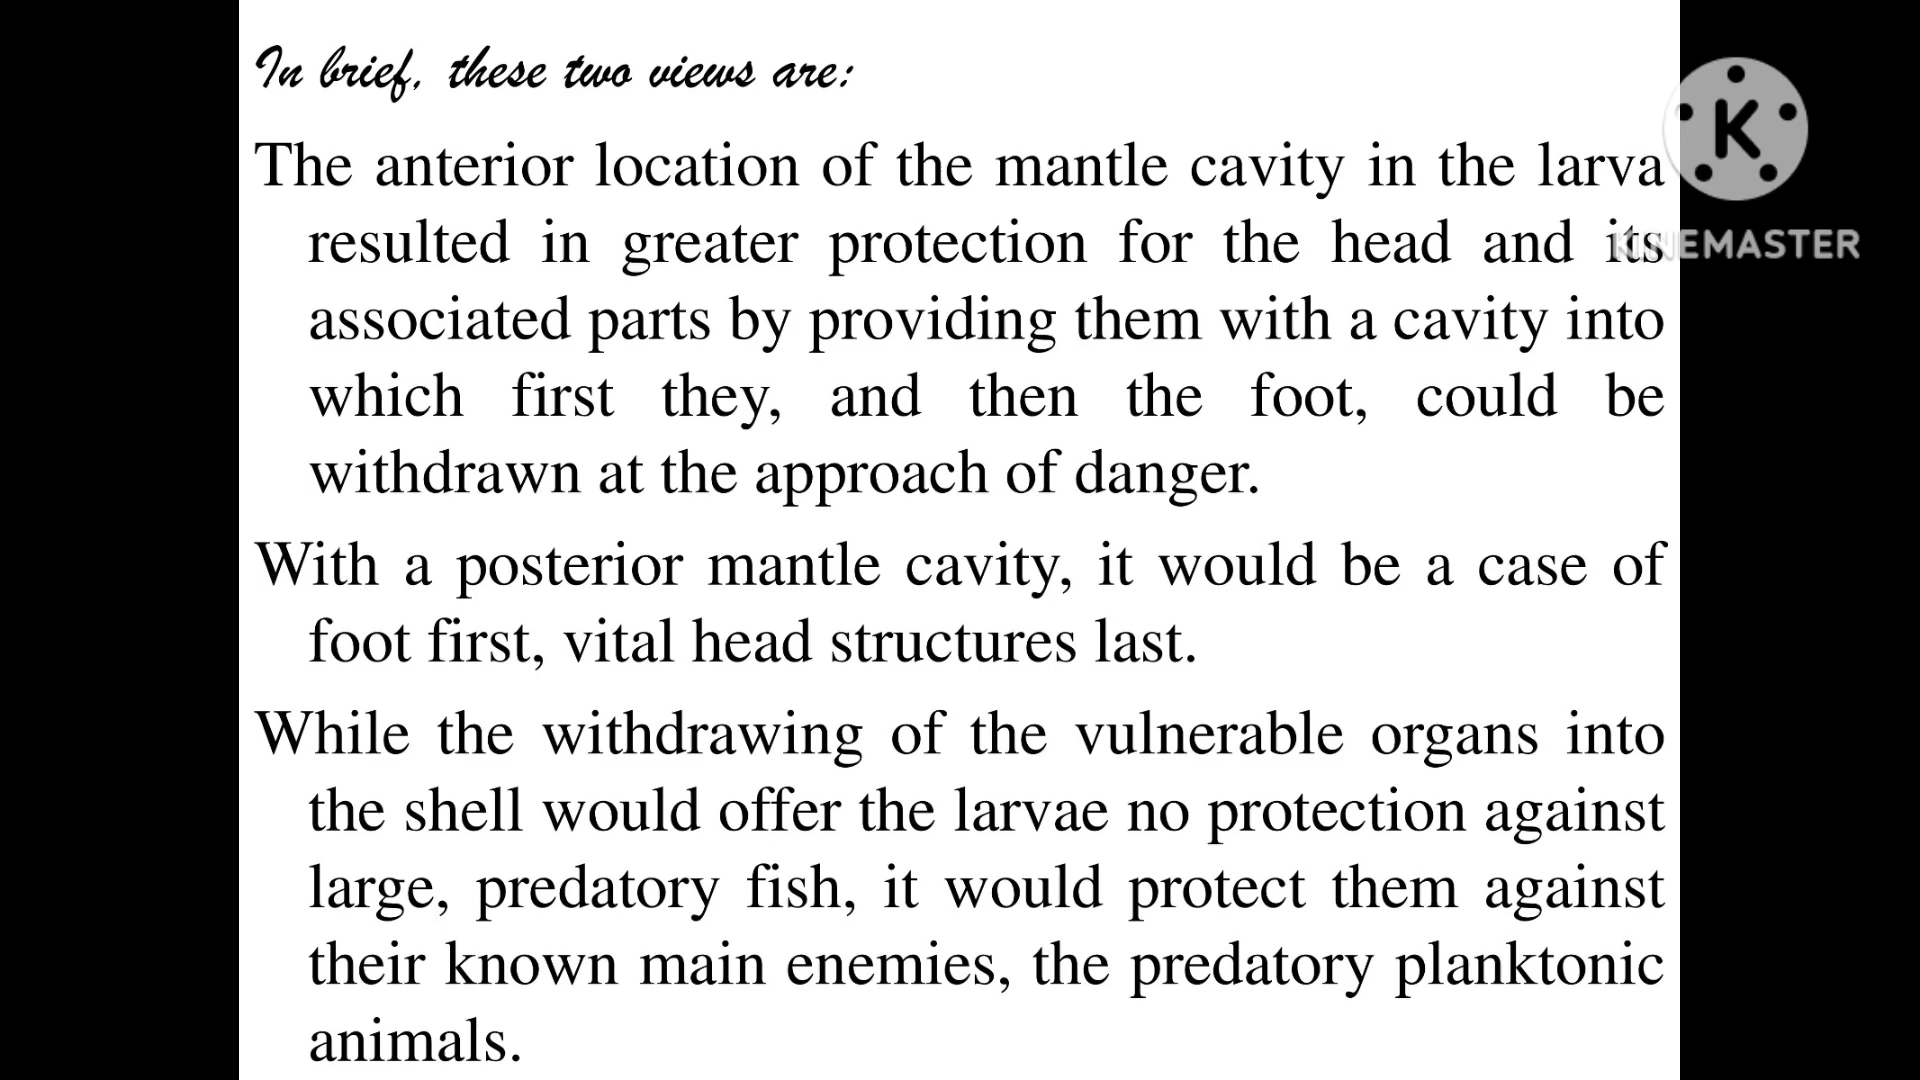 In brief, these two views are:
The anterior location of the mantle cavity in the larva
resulted in greater protection for the head and its
associated parts by providing them with a cavity into
which first they, and then the foot, could be
withdrawn at the approach of danger.
With a posterior mantle cavity, it would be a case of
foot first, vital head structures last.
While the withdrawing of the vulnerable organs into
the shell would offer the larvae no protection against
large, predatory fish, it would protect them against
their known main enemies, the predatory planktonic
animals.
K
KINEMASTER